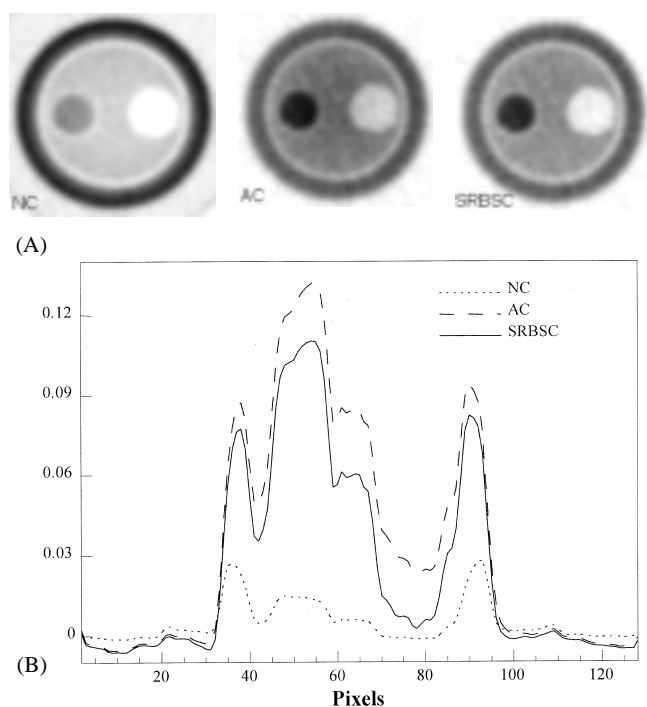 NC
AC
SRBSC
(A)
NC
AC
SRBSC
0.12
0.09
0.06
0.03
0
(B)
20
40
60
80
100
120
Pixels